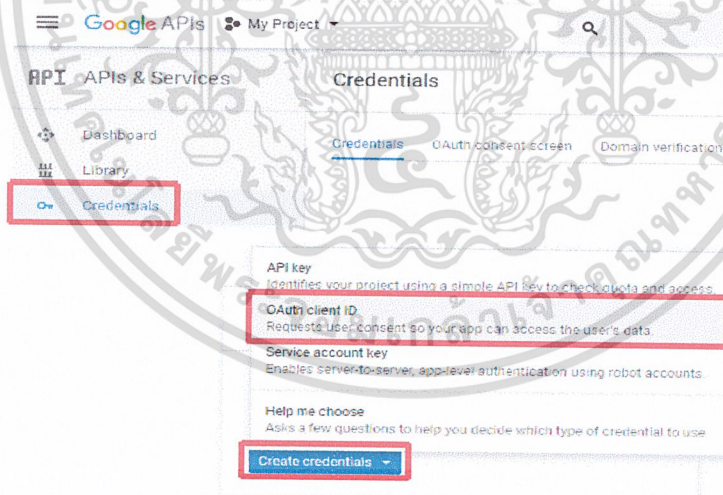 Google APIs My Project
API APIs & Services
Credentials
Dashboard
Library
Credentials
Credentials OAuth consent screen Domain verification
API key
Identifies your project using a simple API key to check quota and access
OAuth client ID
Requests user consent so your app can access the user's data.
Service account key
Enables server-to-server, app-level authentication using robot accounts.
Help me choose
Asks a few questions to help you decide which type of credential to use
Create credentials